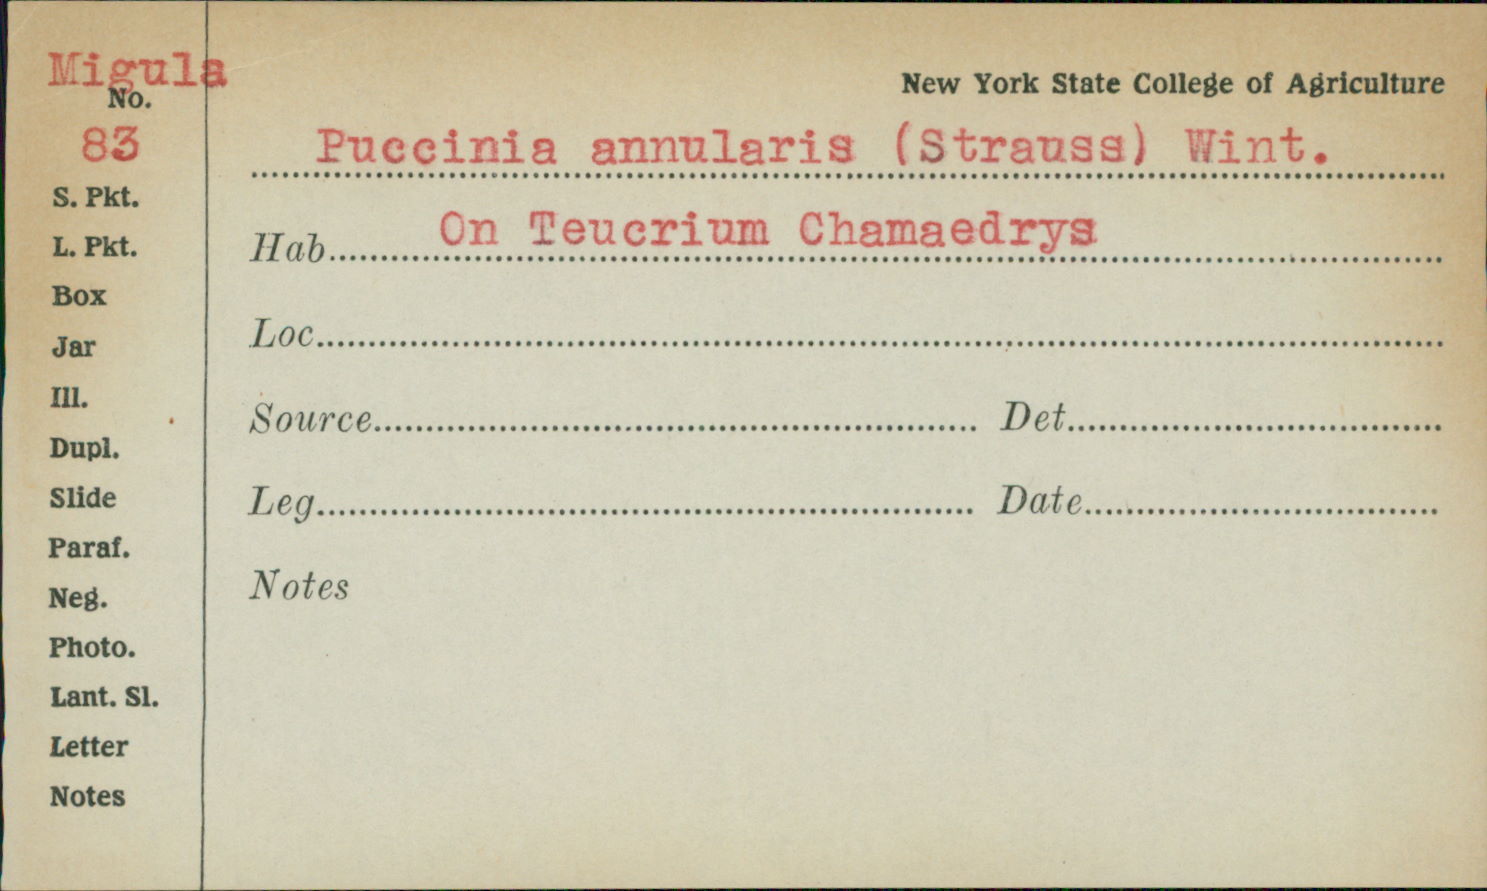 Migula
No.
83
S. Pkt.
L. Pkt.
Box
Jar
Ill.
Dupl.
Slide
Paraf.
Neg.
Photo.
Lant. Sl.
Letter
Notes
New York State College of Agriculture
Puccinia annularis (Strauss) Wint.
Hab. On Teucrium Chamaedrys
Loc.
Source Det.
Leg. Date
Notes